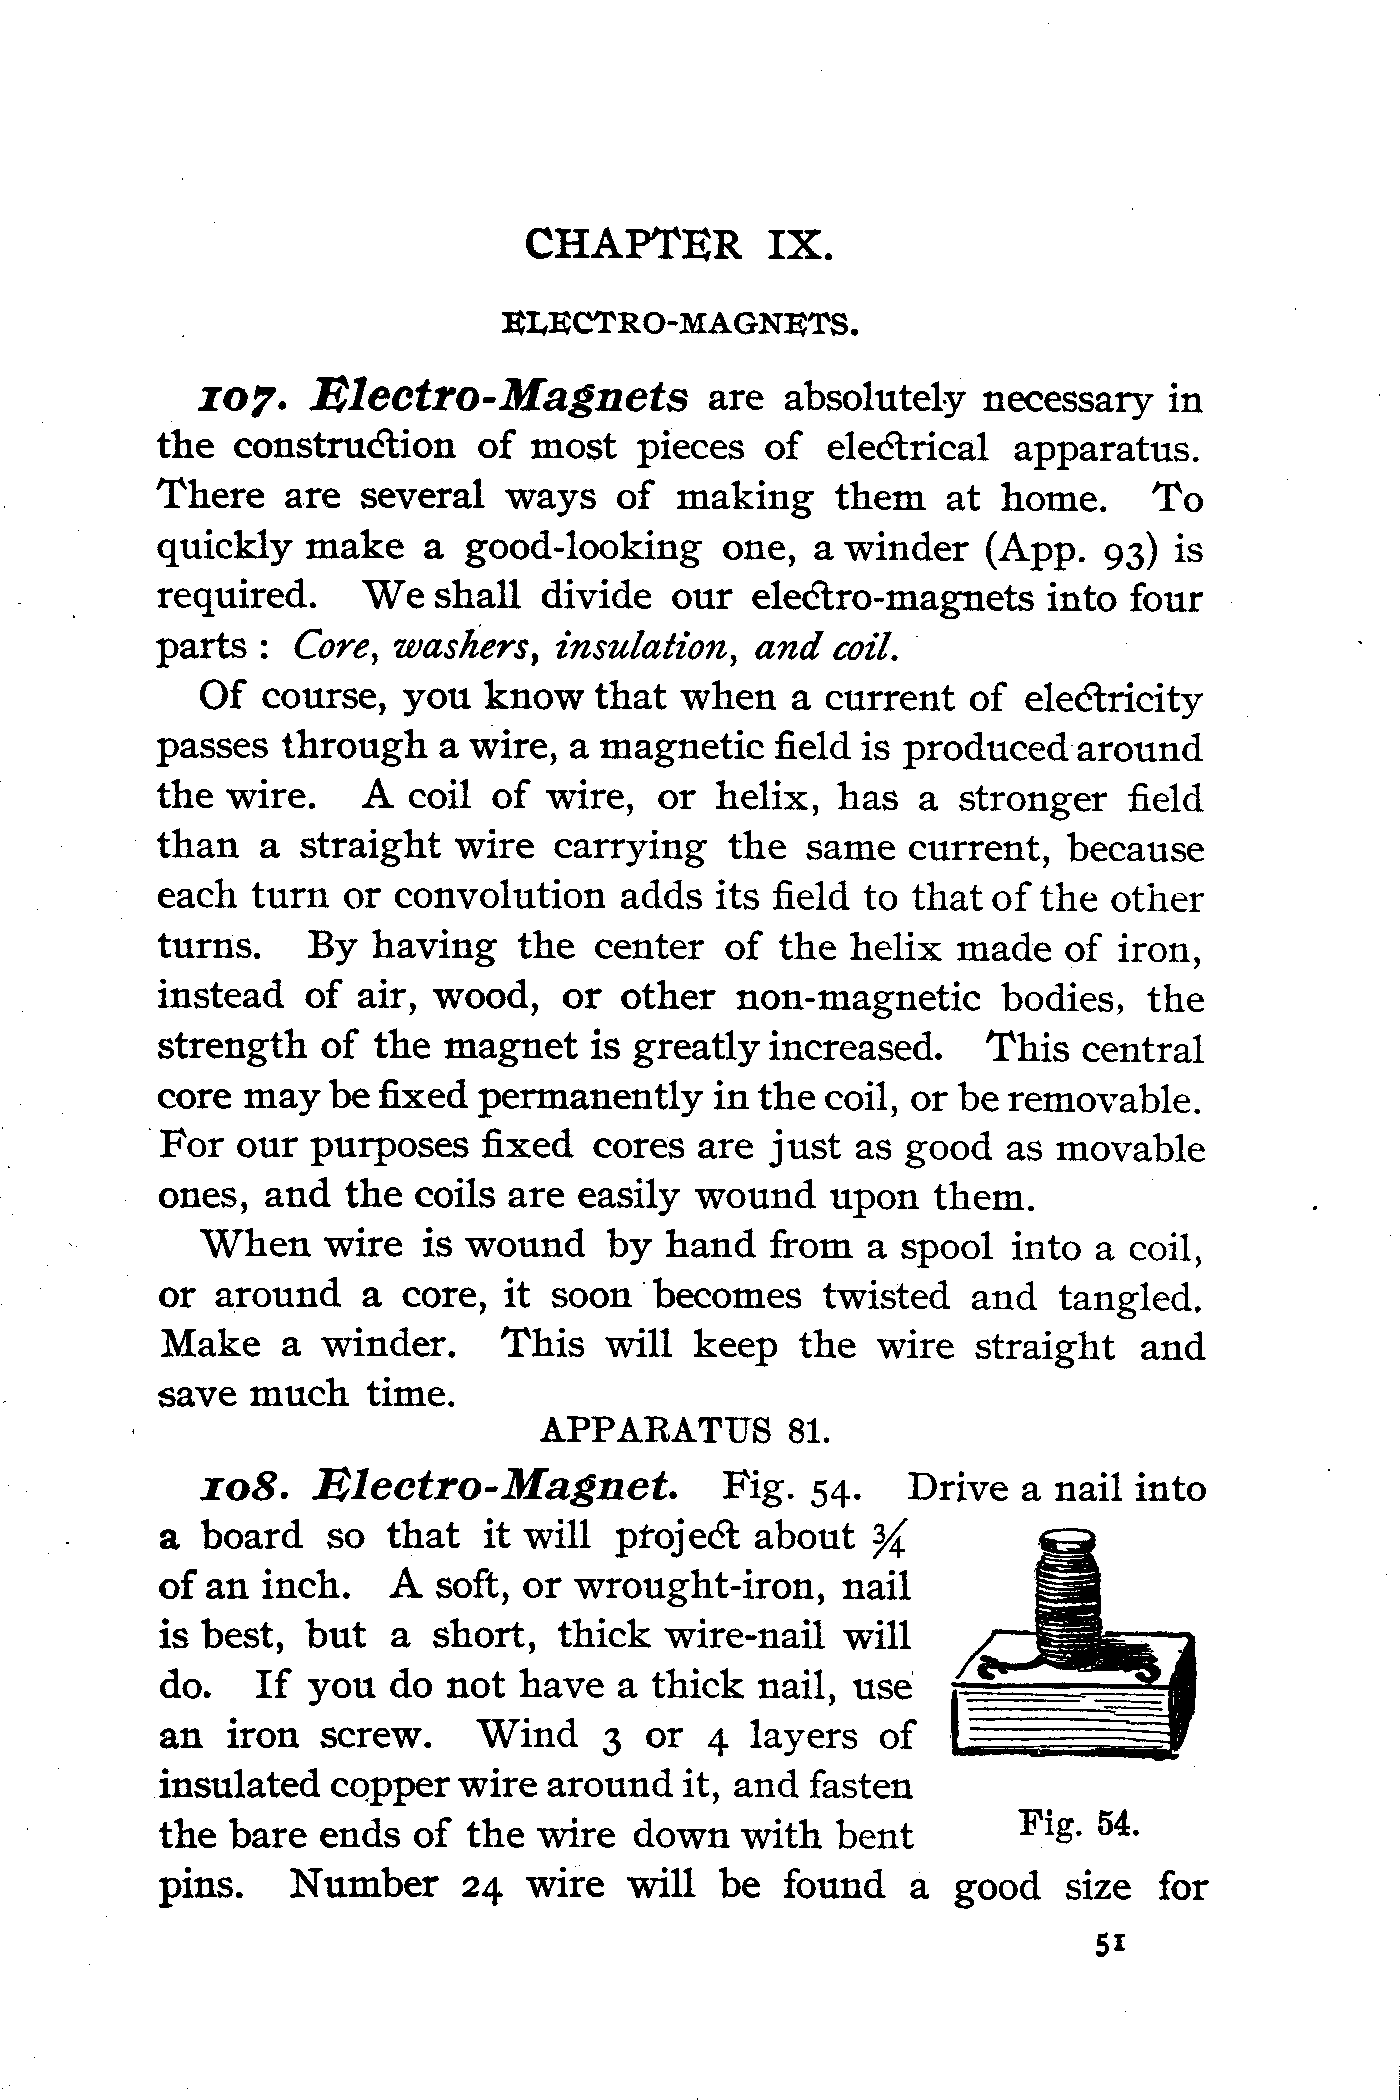 CHAPTER IX.
ELECTRO-MAGNETS.
107. Electro-Magnets are absolutely necessary in
the construction of most pieces of electrical apparatus.
There are several ways of making them at home. To
quickly make a good-looking one, a winder (App. 93) is
required. We shall divide our electro-magnets into four
parts : Core, washers, insulation, and coil.
Of course, you know that when a current of electricity
passes through a wire, a magnetic field is produced around
the wire. A coil of wire, or helix, has a stronger field
than a straight wire carrying the same current, because
each turn or convolution adds its field to that of the other
turns. By having the center of the helix made of iron,
instead of air, wood, or other non-magnetic bodies, the
strength of the magnet is greatly increased. This central
core may be fixed permanently in the coil, or be removable.
For our purposes fixed cores are just as good as movable
ones, and the coils are easily wound upon them.
When wire is wound by hand from a spool into a coil,
or around a core, it soon becomes twisted and tangled.
Make a winder. This will keep the wire straight and
save much time.
APPARATUS 81.
108. Electro-Magnet. Fig. 54. Drive a nail into
a board so that it will project about ¾
of an inch. A soft, or wrought-iron, nail
is best, but a short, thick wire-nail will
do. If you do not have a thick nail, use
an iron screw. Wind 3 or 4 layers of
insulated copper wire around it, and fasten
the bare ends of the wire down with bent
pins. Number 24 wire will be found a good size for
Fig. 54.
51